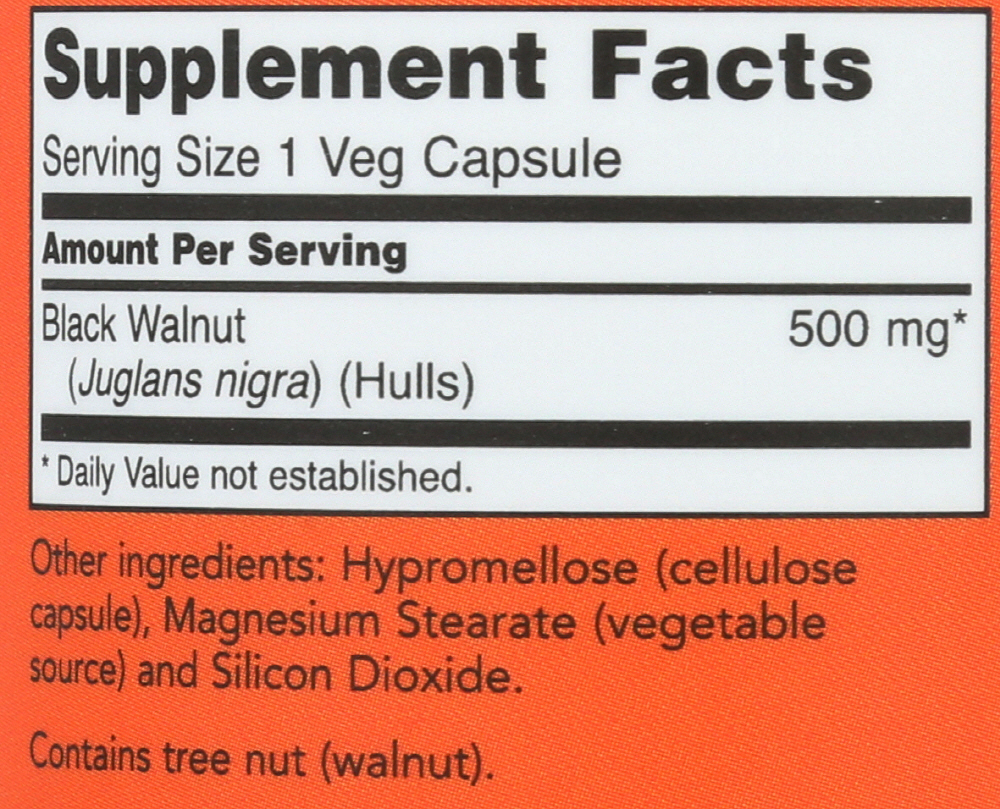 Supplement Facts
Serving Size 1 Veg Capsule
Amount Per Serving
Black Walnut 500 mg*
(Juglans nigra) (Hulls)
* Daily Value not established.
Other ingredients: Hypromellose (cellulose
capsule), Magnesium Stearate (vegetable
source) and Silicon Dioxide.
Contains tree nut (walnut).